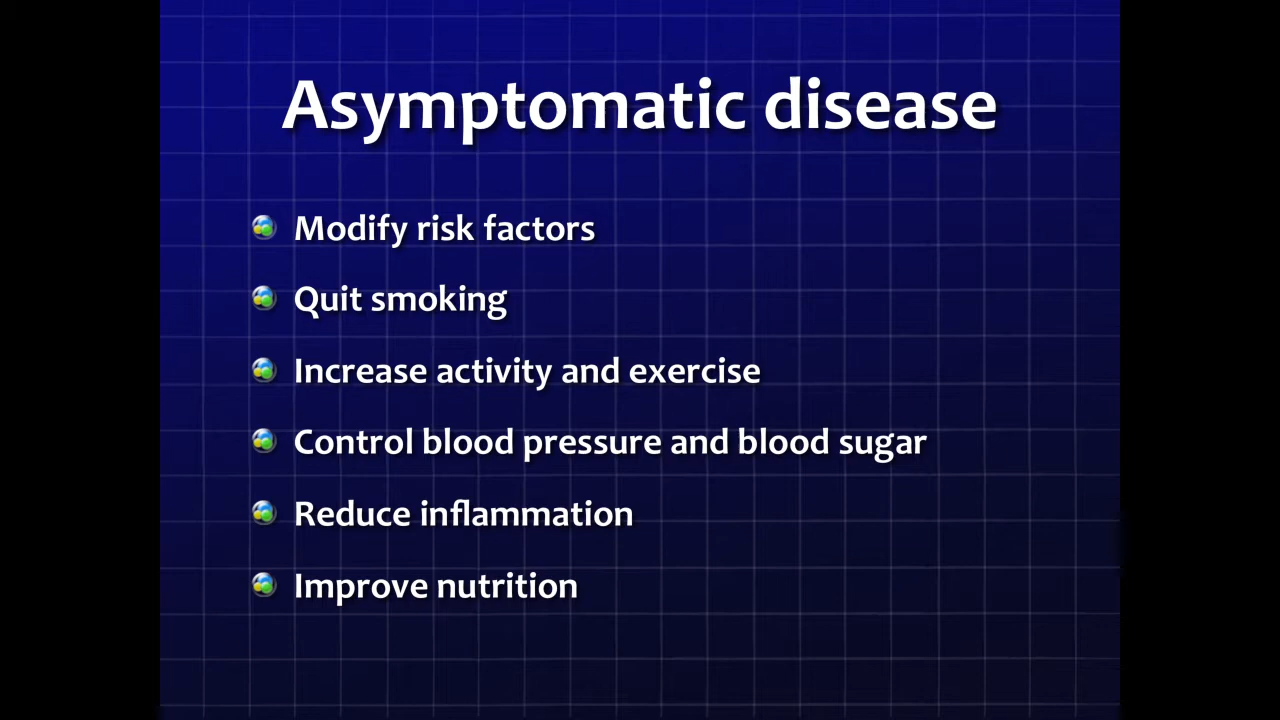 Asymptomatic disease
Modify risk factors
Quit smoking
Increase activity and exercise
Control blood pressure and blood sugar
Reduce inflammation
Improve nutrition